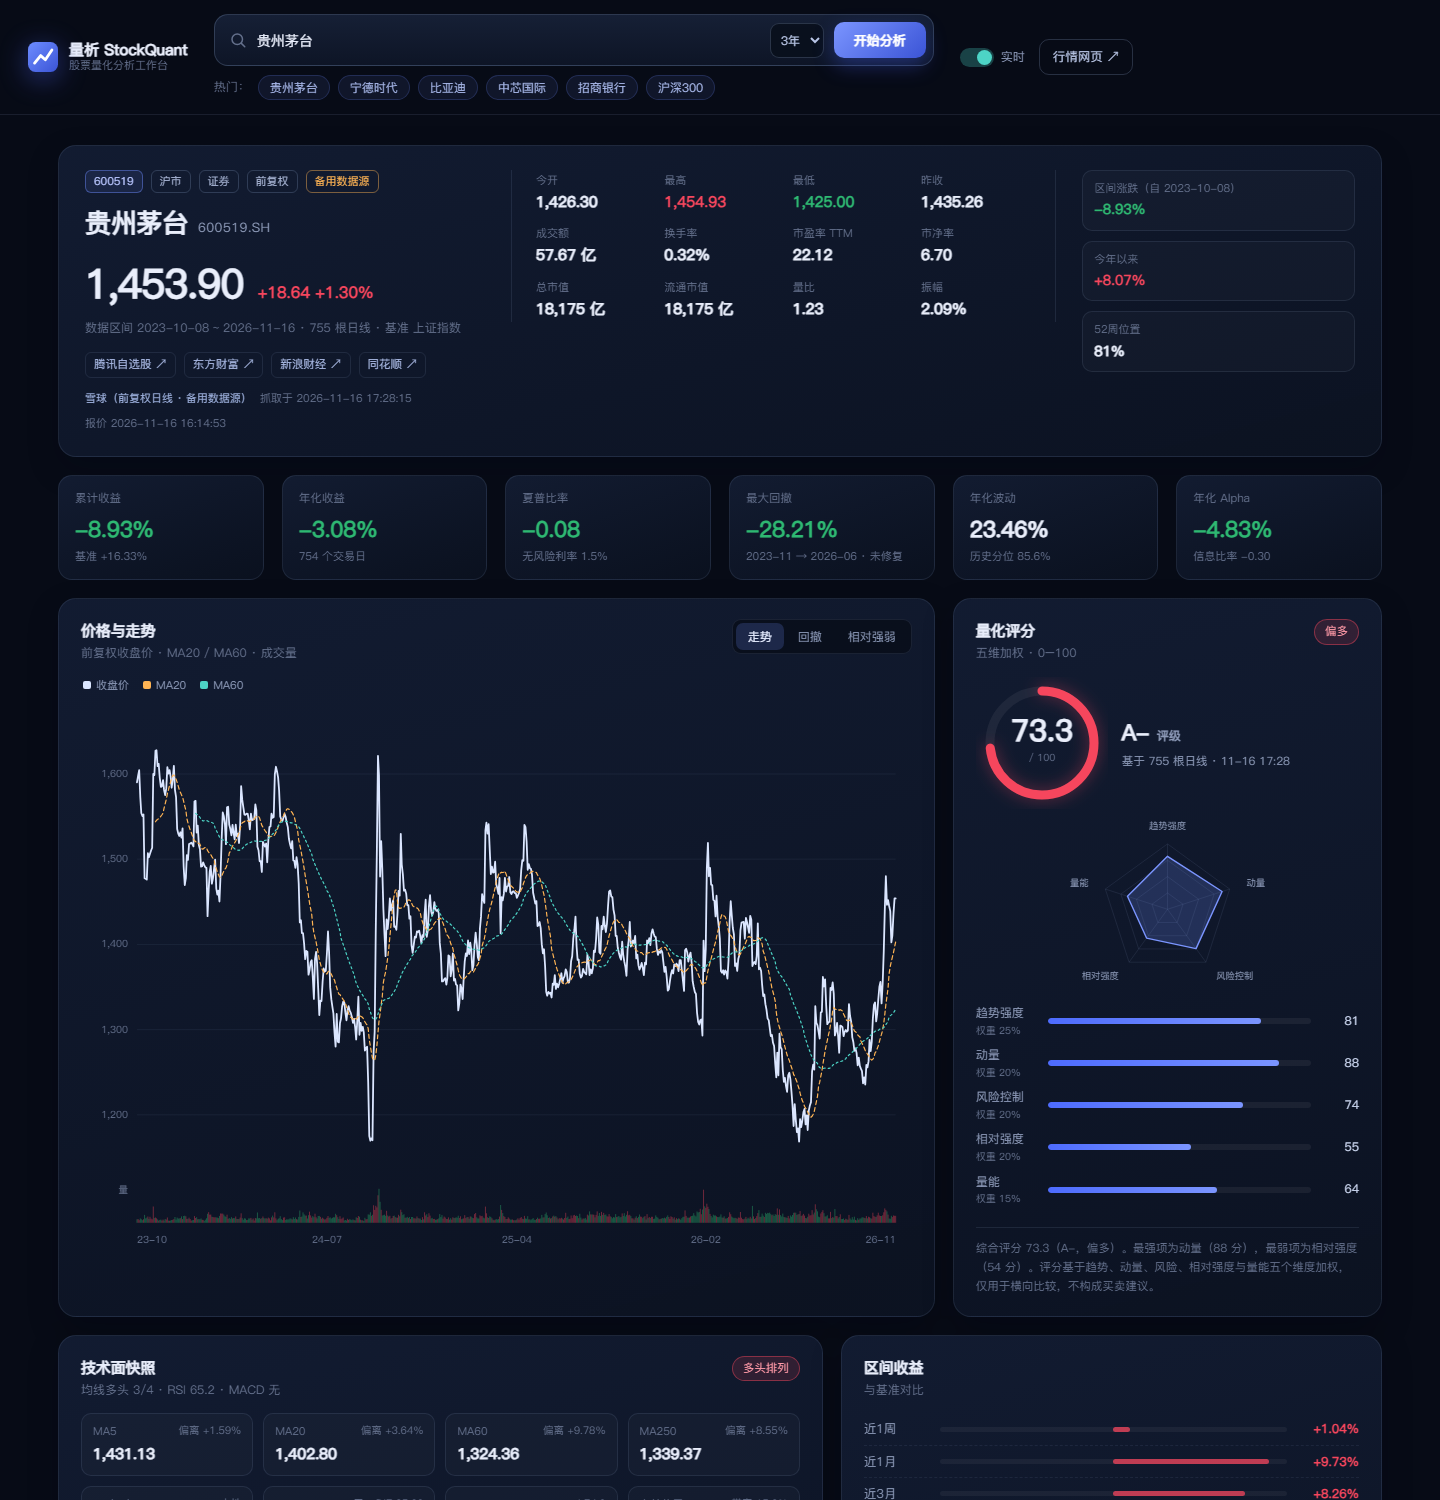 量析 StockQuant
股票量化分析工作台
贵州茅台
3年
开始分析
实时
行情网页 ↗
热门:
贵州茅台
宁德时代
比亚迪
中芯国际
招商银行
沪深300
600519
沪市
证券
前复权
备用数据源
贵州茅台 600519.SH
1,453.90 +18.64 +1.30%
数据区间 2023-10-08 ~ 2026-11-16 · 755 根日线 · 基准 上证指数
腾讯自选股 ↗
东方财富 ↗
新浪财经 ↗
同花顺 ↗
雪球（前复权日线 · 备用数据源） 抓取于 2026-11-16 17:28:15
报价 2026-11-16 16:14:53
今开 最高 最低 昨收
1,426.30 1,454.93 1,425.00 1,435.26
成交额 换手率 市盈率 TTM 市净率
57.67 亿 0.32% 22.12 6.70
总市值 流通市值 量比 振幅
18,175 亿 18,175 亿 1.23 2.09%
区间涨跌（自 2023-10-08）
-8.93%
今年以来
+8.07%
52周位置
81%
累计收益
-8.93%
基准 +16.33%
年化收益
-3.08%
754 个交易日
夏普比率
-0.08
无风险利率 1.5%
最大回撤
-28.21%
2023-11 → 2026-06 · 未修复
年化波动
23.46%
历史分位 85.6%
年化 Alpha
-4.83%
信息比率 -0.30
价格与走势
前复权收盘价 · MA20 / MA60 · 成交量
走势
回撤
相对强弱
收盘价 MA20 MA60
1,600
1,500
1,400
1,300
1,200
量
23-10 24-07 25-04 26-02 26-11
量化评分
五维加权 · 0—100
偏多
73.3
/ 100
A- 评级
基于 755 根日线 · 11-16 17:28
趋势强度
量能
动量
相对强度
风险控制
趋势强度
权重 25%
81
动量
权重 20%
88
风险控制
权重 20%
74
相对强度
权重 20%
55
量能
权重 15%
64
综合评分 73.3（A-，偏多）。最强项为动量（88 分），最弱项为相对强度
（54 分）。评分基于趋势、动量、风险、相对强度与量能五个维度加权，
仅用于横向比较，不构成买卖建议。
技术面快照
均线多头 3/4 · RSI 65.2 · MACD 无
多头排列
MA5 偏离 +1.59%
1,431.13
MA20 偏离 +3.64%
1,402.80
MA60 偏离 +9.78%
1,324.36
MA250 偏离 +8.55%
1,339.37
区间收益
与基准对比
近1周 +1.04%
近1月 +9.73%
近3月 +8.26%